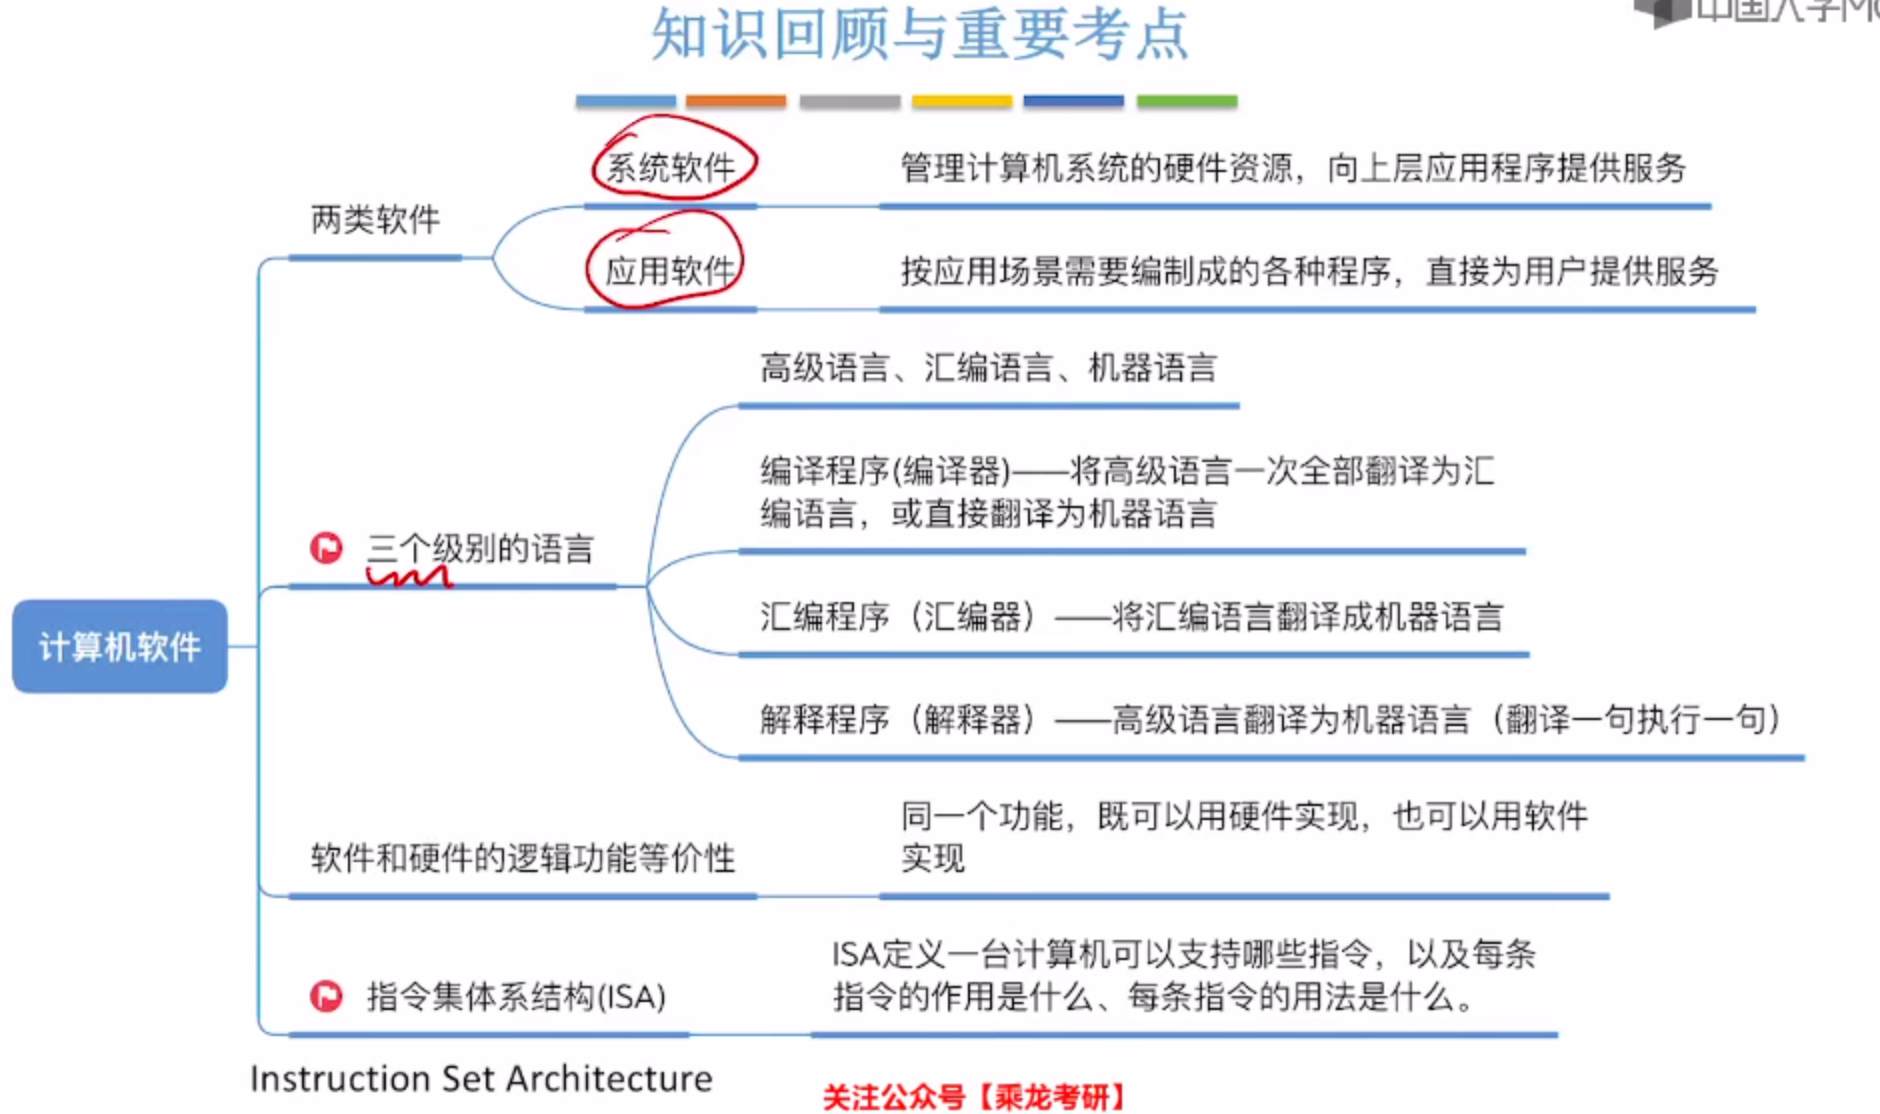 知识回顾与重要考点
中国大学MO
系统软件
管理计算机系统的硬件资源，向上层应用程序提供服务
两类软件
应用软件
按应用场景需要编制成的各种程序，直接为用户提供服务
高级语言、汇编语言、机器语言
编译程序(编译器)——将高级语言一次全部翻译为汇
编语言，或直接翻译为机器语言
三个级别的语言
汇编程序（汇编器）——将汇编语言翻译成机器语言
计算机软件
解释程序（解释器）——高级语言翻译为机器语言（翻译一句执行一句）
同一个功能，既可以用硬件实现，也可以用软件
实现
软件和硬件的逻辑功能等价性
ISA定义一台计算机可以支持哪些指令，以及每条
指令的作用是什么、每条指令的用法是什么。
指令集体系结构(ISA)
Instruction Set Architecture
关注公众号【乘龙考研】